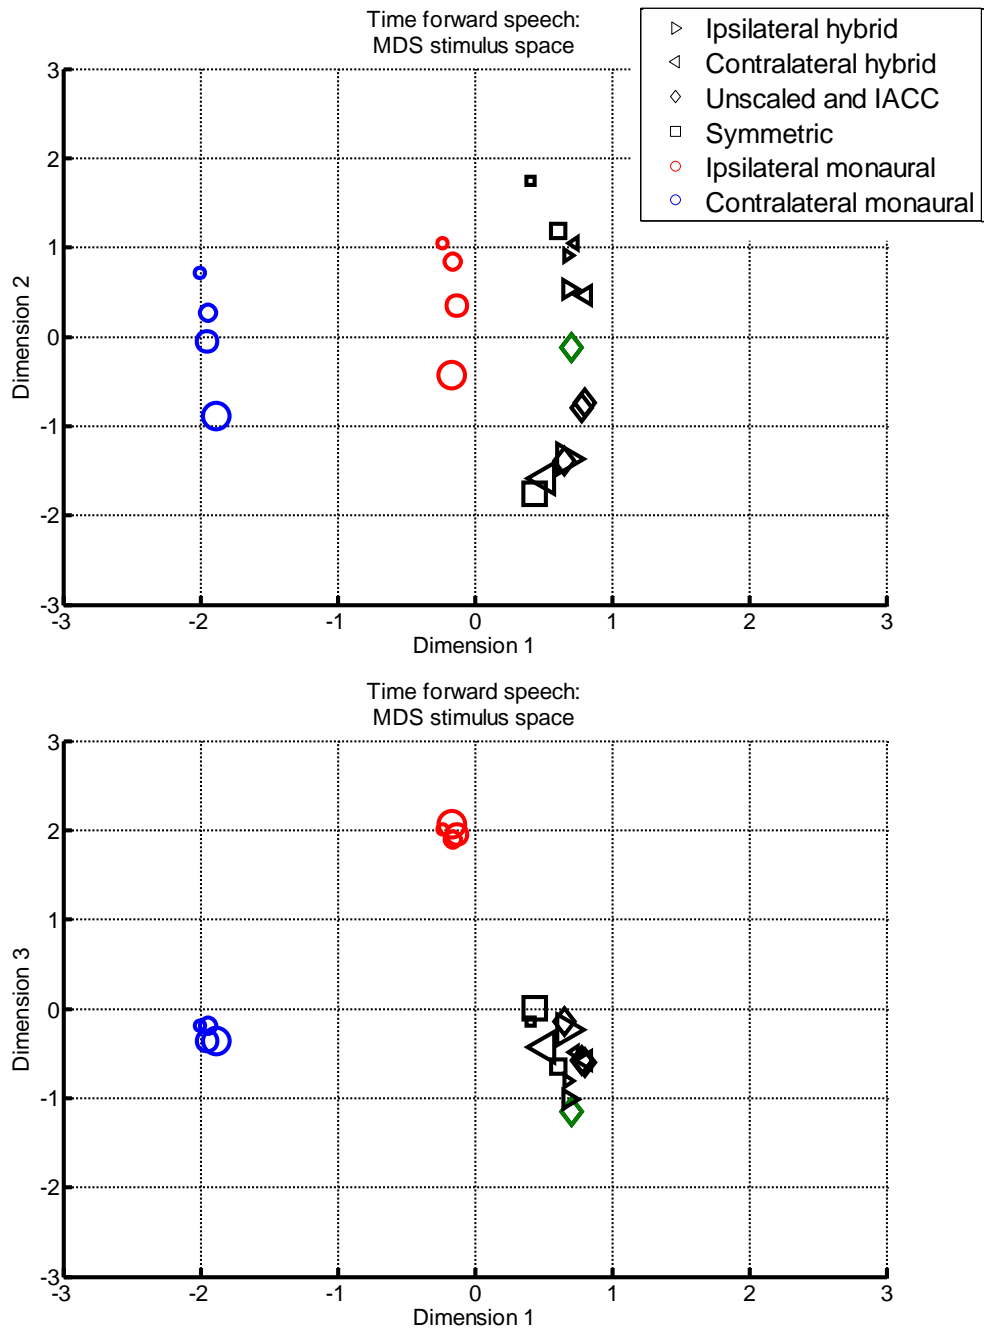 Time forward speech:
MDS stimulus space
Ipsilateral hybrid
Contralateral hybrid
Unscaled and IACC
Symmetric
Ipsilateral monaural
Contralateral monaural
3
2
1
0
-1
-2
-3
Dimension 2
-3
-2
-1
0
1
2
3
Dimension 1
Time forward speech:
MDS stimulus space
3
2
1
0
-1
-2
-3
Dimension 3
-3
-2
-1
0
1
2
3
Dimension 1